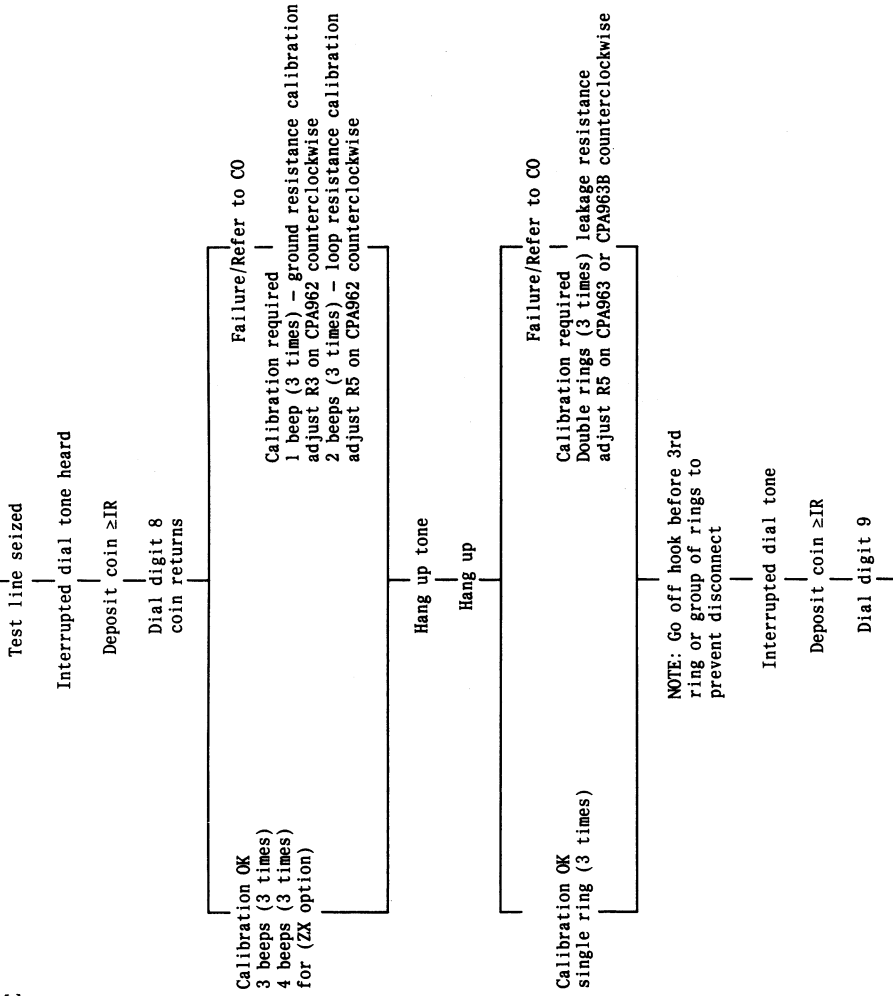 Test line seized
Interrupted dial tone heard
Deposit coin ≥IR
Dial digit 8
coin returns
Calibration OK
3 beeps (3 times)
4 beeps (3 times)
for (ZX option)
Failure/Refer to CO
Calibration required
1 beep (3 times) – ground resistance calibration
adjust R3 on CPA962 counterclockwise
2 beeps (3 times) – loop resistance calibration
adjust R5 on CPA962 counterclockwise
Hang up tone
Hang up
Calibration OK
single ring (3 times)
Failure/Refer to CO
Calibration required
Double rings (3 times) leakage resistance
adjust R5 on CPA963 or CPA963B counterclockwise
NOTE: Go off hook before 3rd
ring or group of rings to
prevent disconnect
Interrupted dial tone
Deposit coin ≥IR
Dial digit 9